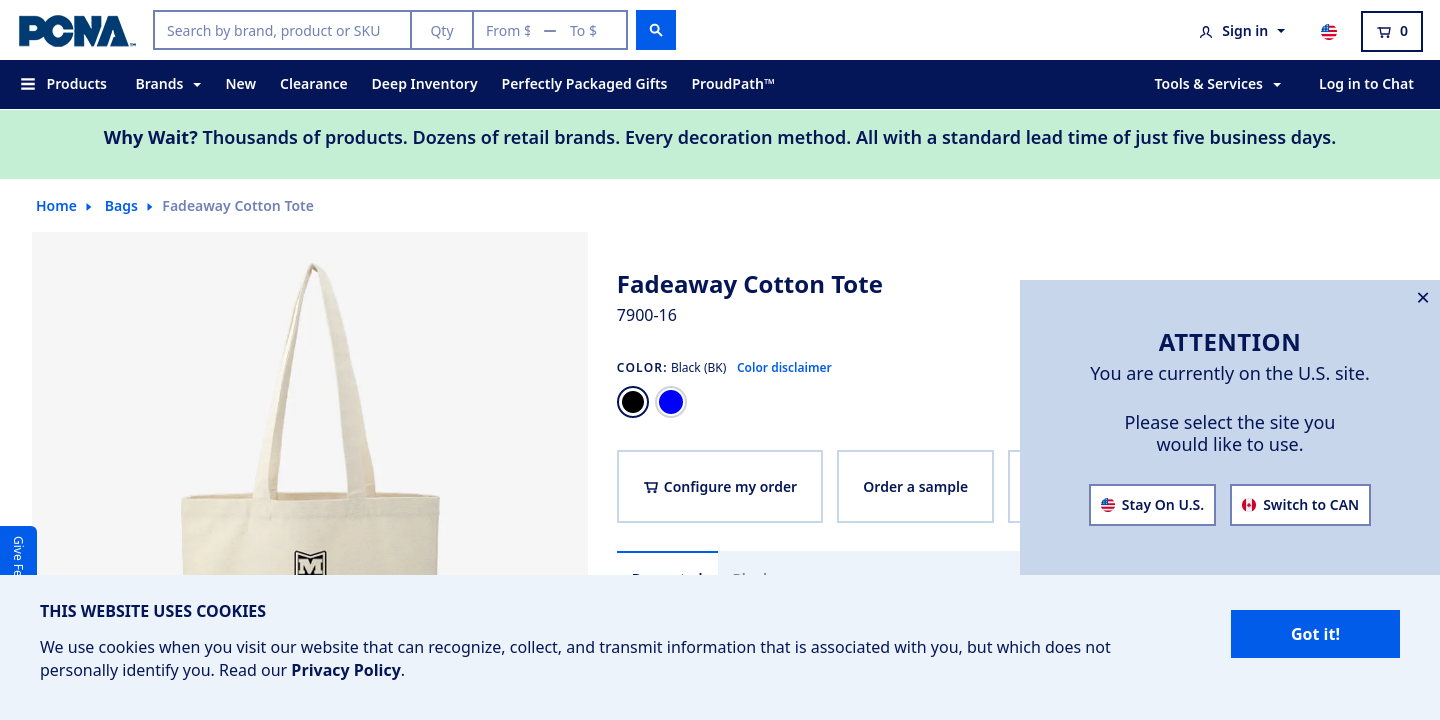 PCNA™
Search by brand, product or SKU
Qty
From $ — To $
Sign in
0
Products
Brands
New
Clearance
Deep Inventory
Perfectly Packaged Gifts
ProudPath™
Tools & Services
Log in to Chat
Why Wait? Thousands of products. Dozens of retail brands. Every decoration method. All with a standard lead time of just five business days.
Home
Bags
Fadeaway Cotton Tote
Fadeaway Cotton Tote
7900-16
COLOR: Black (BK) Color disclaimer
Configure my order
Order a sample
ATTENTION
You are currently on the U.S. site.
Please select the site you
would like to use.
Stay On U.S.
Switch to CAN
Give
THIS WEBSITE USES COOKIES
We use cookies when you visit our website that can recognize, collect, and transmit information that is associated with you, but which does not
personally identify you. Read our Privacy Policy.
Got it!